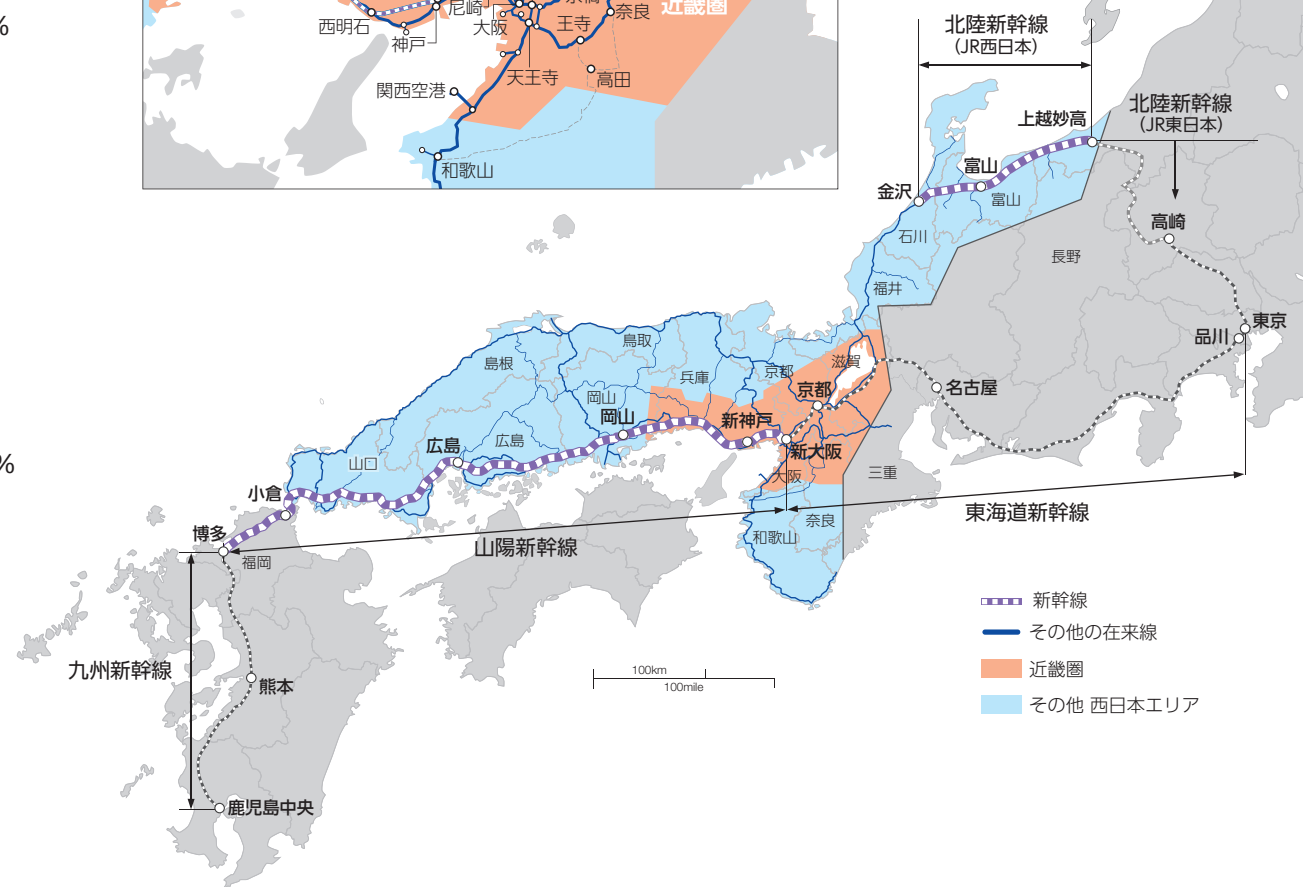 %
西明石
神戸
尼崎
大阪
奈良
近畿圏
王寺
天王寺
高田
関西空港
和歌山
北陸新幹線
(JR西日本)
北陸新幹線
(JR東日本)
上越妙高
富山
金沢
富山
石川
高崎
長野
福井
東京
品川
鳥取
島根
兵庫
京都
滋賀
名古屋
岡山
京都
岡山
新神戸
広島
広島
新大阪
山口
大阪
三重
%
小倉
奈良
東海道新幹線
博多
和歌山
山陽新幹線
福岡
九州新幹線
熊本
鹿児島中央
100km
100mile
新幹線
その他の在来線
近畿圏
その他 西日本エリア